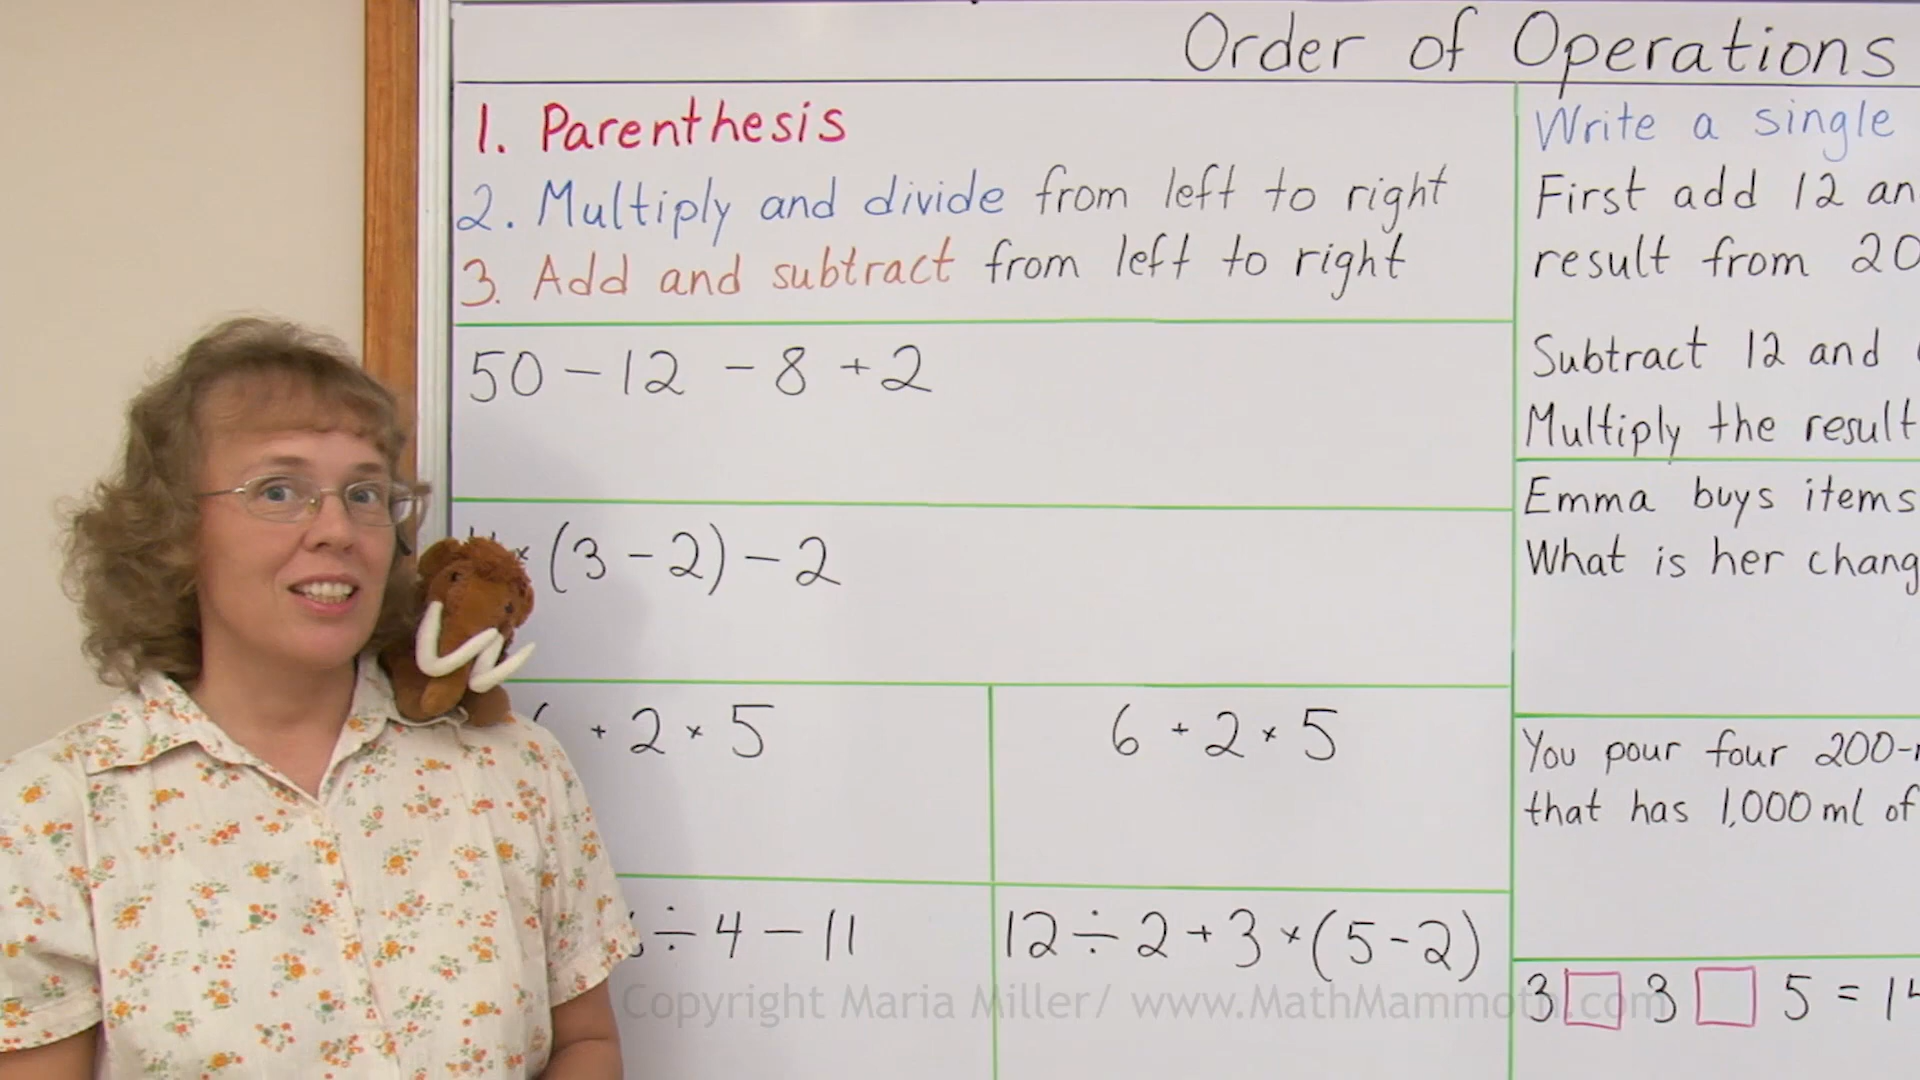 Order of Operations
1. Parenthesis
2. Multiply and divide from left to right
3. Add and subtract from left to right
50 - 12 - 8 + 2
× (3 - 2) - 2
+ 2 × 5
6 + 2 × 5
÷ 4 - 11
12 ÷ 2 + 3 × (5 - 2)
Write a single
First add 12 an
result from 20
Subtract 12 and
Multiply the result
Emma buys items
What is her chang
You pour four 200-
that has 1,000 ml of
3 □ 3 □ 5 = 14
Copyright Maria Miller/ www.MathMammoth.com